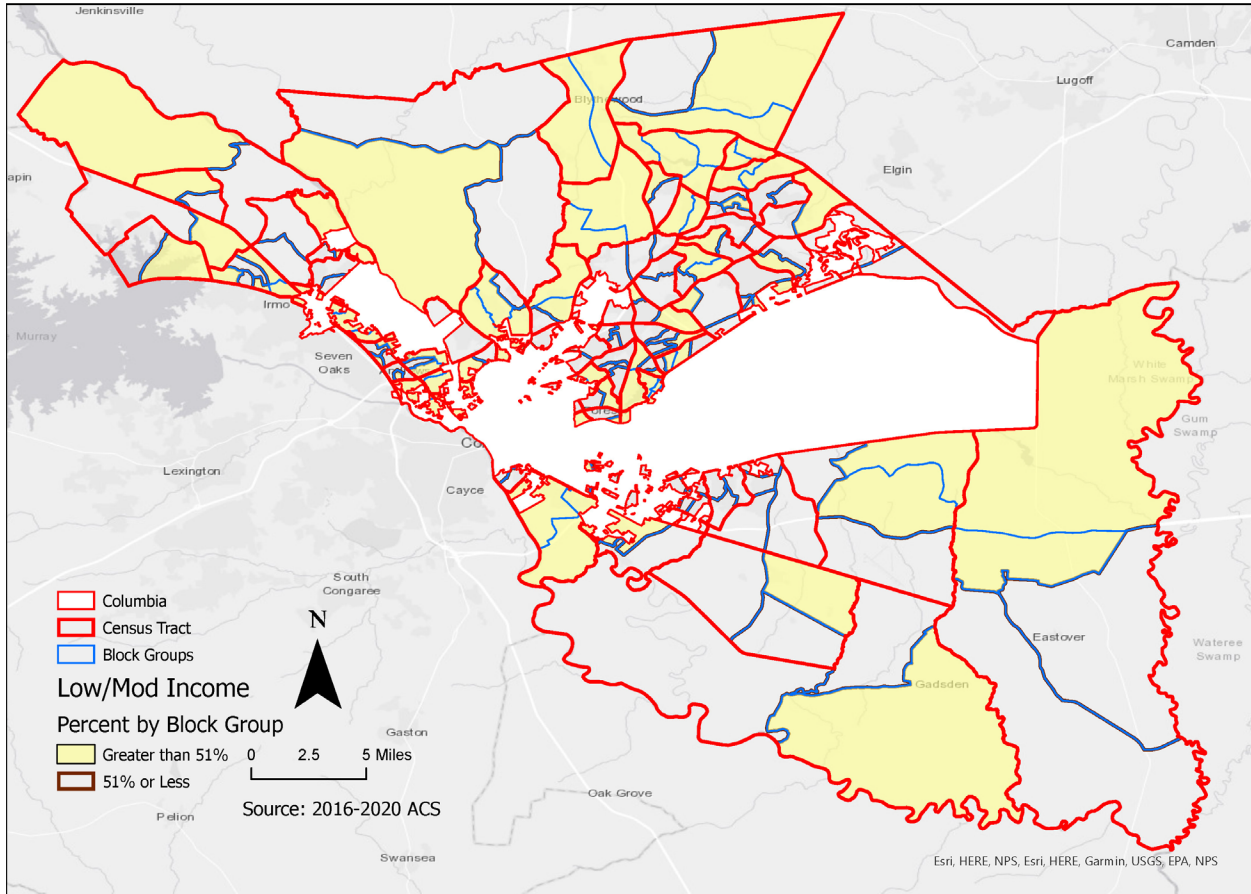 Jenkinsville
Camden
Lugoff
Blythewood
Elgin
apin
Irmo
Murray
Seven
Oaks
White
Marsh Swamp
Gum
Swamp
Fores
Co
Lexington
Cayce
South
Congaree
Eastover
Wateree
Swamp
Gadsden
Gaston
Oak Grove
Pelion
Swansea
Columbia
Census Tract
Block Groups
Low/Mod Income
Percent by Block Group
Greater than 51%
51% or Less
N
0 2.5 5 Miles
Source: 2016-2020 ACS
Esri, HERE, NPS, Esri, HERE, Garmin, USGS, EPA, NPS